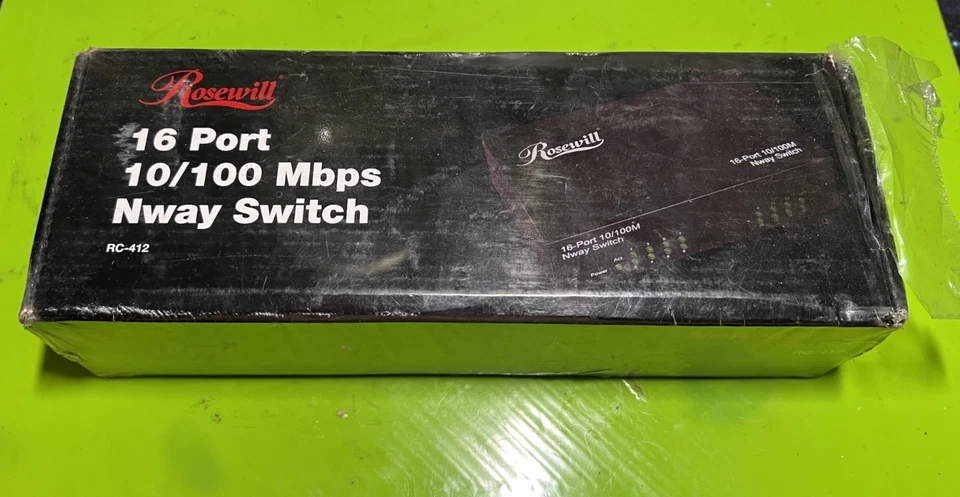 Rosewill®
16 Port
10/100 Mbps
Nway Switch
RC-412
Rosewill
16-Port 10/100M
Nway Switch
16-Port 10/100M
Nway Switch
Power
Act